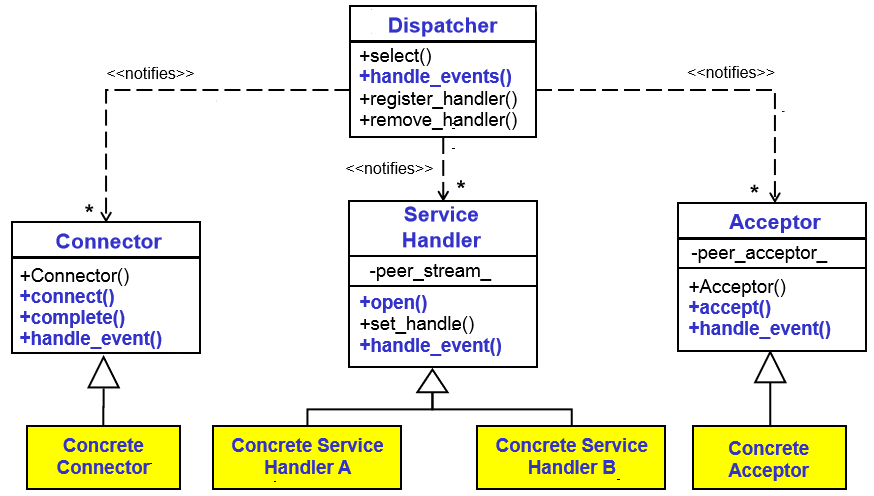 Dispatcher
+select()
+handle_events()
+register_handler()
+remove_handler()
<<notifies>>
<<notifies>>
<<notifies>>
*
*
*
Connector
+Connector()
+connect()
+complete()
+handle_event()
Service
Handler
-peer_stream_
+open()
+set_handle()
+handle_event()
Acceptor
-peer_acceptor_
+Acceptor()
+accept()
+handle_event()
Concrete
Connector
Concrete Service
Handler A
Concrete Service
Handler B
Concrete
Acceptor